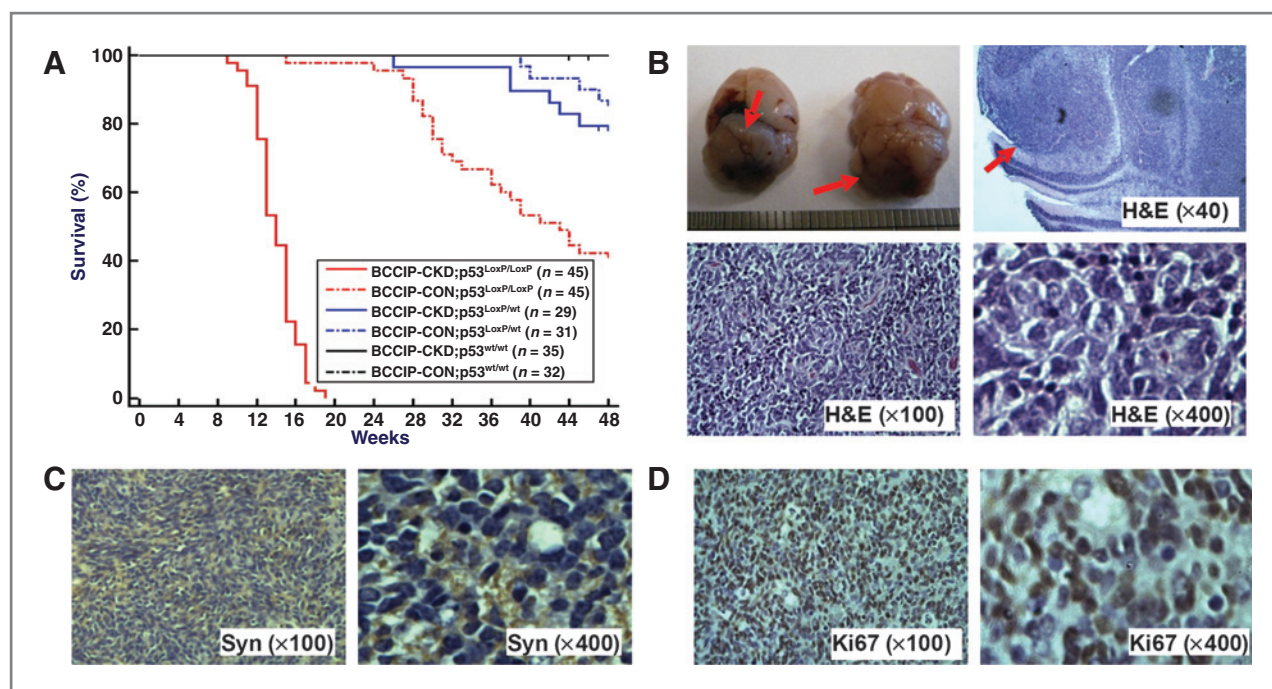 A
100
80
60
40
20
0
Survival (%)
0 4 8 12 16 20 24 28 32 36 40 44 48
Weeks
BCCIP-CKD;p53LoxP/LoxP (n = 45)
BCCIP-CON;p53LoxP/LoxP (n = 45)
BCCIP-CKD;p53LoxP/wt (n = 29)
BCCIP-CON;p53LoxP/wt (n = 31)
BCCIP-CKD;p53wt/wt (n = 35)
BCCIP-CON;p53wt/wt (n = 32)
B
H&E (×40)
H&E (×100)
H&E (×400)
C
Syn (×100)
Syn (×400)
D
Ki67 (×100)
Ki67 (×400)